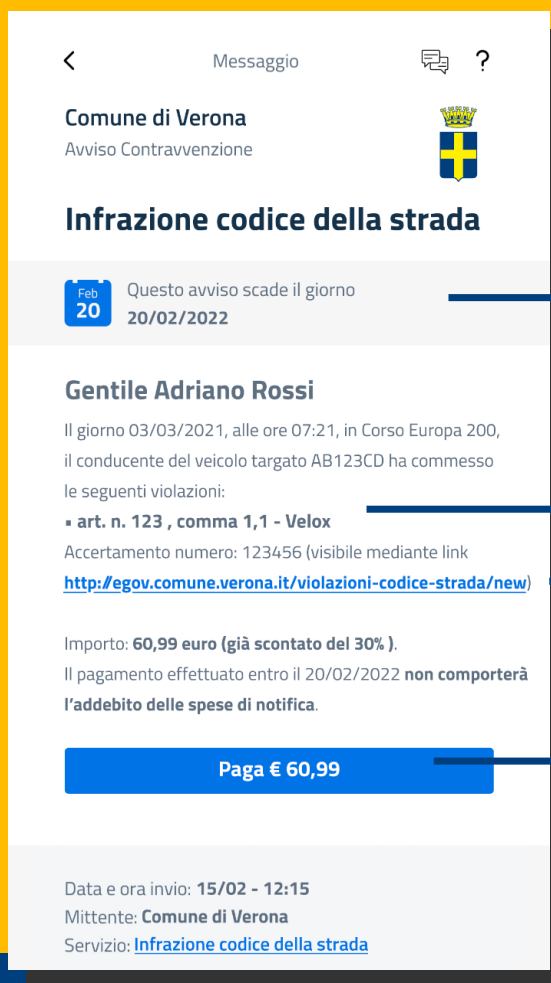 Messaggio
?
Comune di Verona
Avviso Contravvenzione
Infrazione codice della strada
Feb
20
Questo avviso scade il giorno
20/02/2022
Gentile Adriano Rossi
Il giorno 03/03/2021, alle ore 07:21, in Corso Europa 200,
il conducente del veicolo targato AB123CD ha commesso
le seguenti violazioni:
▪ art. n. 123 , comma 1,1 - Velox
Accertamento numero: 123456 (visibile mediante link
http://egov.comune.verona.it/violazioni-codice-strada/new)
Importo: 60,99 euro (già scontato del 30% ).
Il pagamento effettuato entro il 20/02/2022 non comporterà
l'addebito delle spese di notifica.
Paga € 60,99
Data e ora invio: 15/02 - 12:15
Mittente: Comune di Verona
Servizio: Infrazione codice della strada